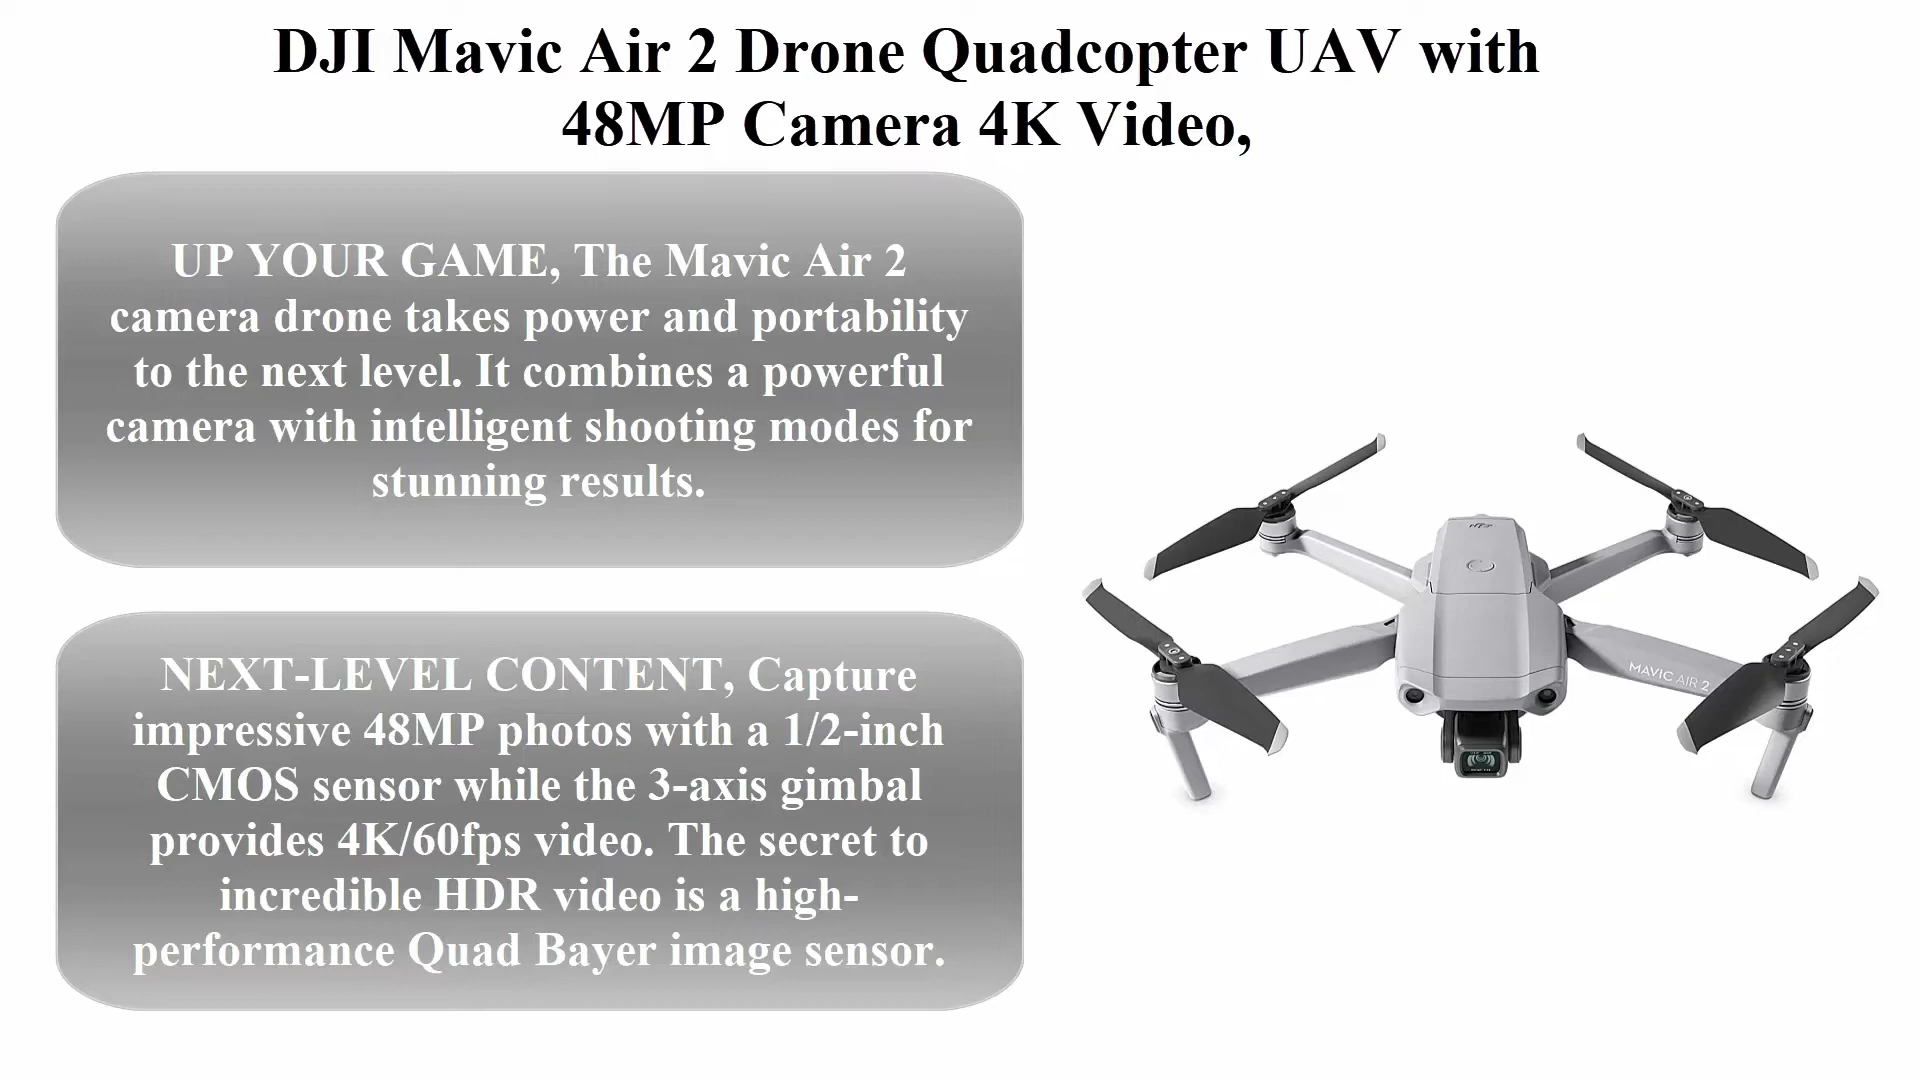 DJI Mavic Air 2 Drone Quadcopter UAV with
48MP Camera 4K Video,
UP YOUR GAME, The Mavic Air 2
camera drone takes power and portability
to the next level. It combines a powerful
camera with intelligent shooting modes for
stunning results.
NEXT-LEVEL CONTENT, Capture
impressive 48MP photos with a 1/2-inch
CMOS sensor while the 3-axis gimbal
provides 4K/60fps video. The secret to
incredible HDR video is a high-
performance Quad Bayer image sensor.
MAVIC AIR 2